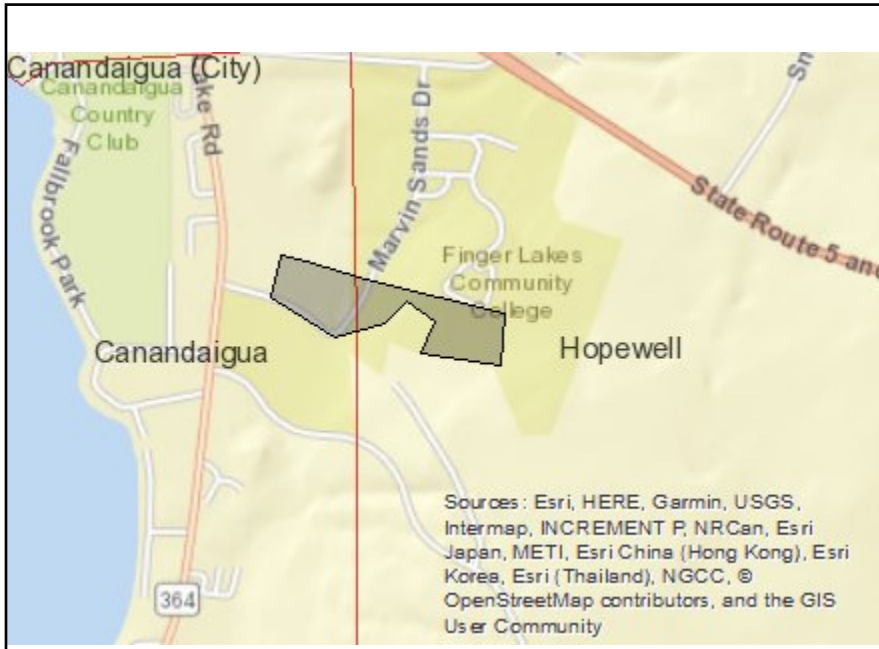 Canandaigua (City)
Canandaigua
Country
Club
ake Rd
Fallbrook Park
Marvin Sands Dr
Sn
State Route 5 and
Finger Lakes
Community
College
Canandaigua
Hopewell
364
Sources: Esri, HERE, Garmin, USGS,
Intermap, INCREMENT P, NRCan, Esri
Japan, METI, Esri China (Hong Kong), Esri
Korea, Esri (Thailand), NGCC, ©
OpenStreetMap contributors, and the GIS
User Community